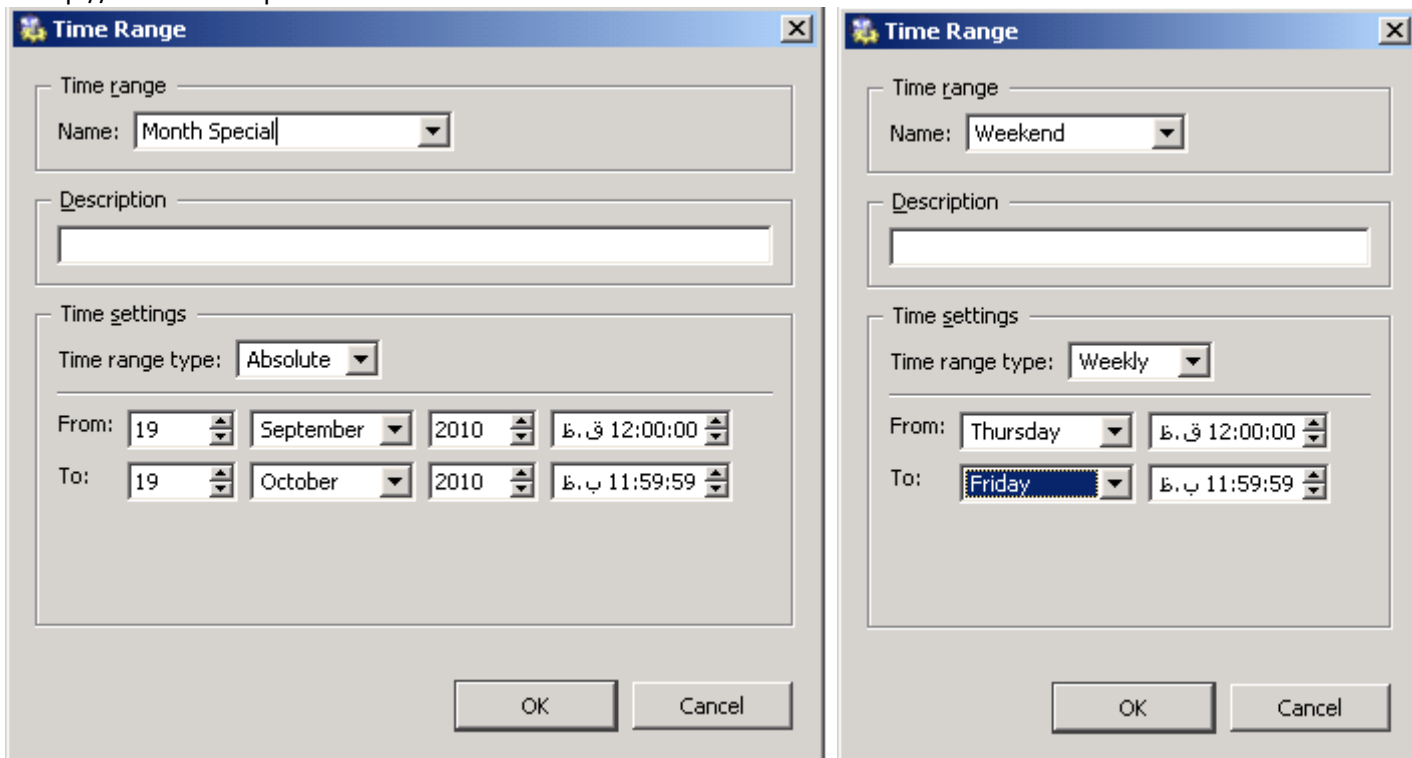 Time Range
Time range
Name: Month Special
Description
Time settings
Time range type: Absolute
From: 19 September 2010 12:00:00 ق.ظ
To: 19 October 2010 11:59:59 ب.ظ
OK Cancel
Time Range
Time range
Name: Weekend
Description
Time settings
Time range type: Weekly
From: Thursday 12:00:00 ق.ظ
To: Friday 11:59:59 ب.ظ
OK Cancel